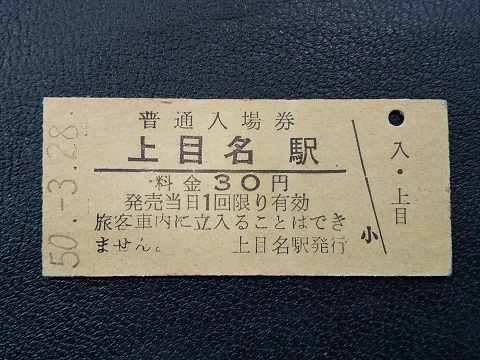 普通入場券
上目名駅
料金30円
発売当日1回限り有効
旅客車内に立入ることはでき
ません。 上目名駅発行
小
入・上目
50.-3.28.